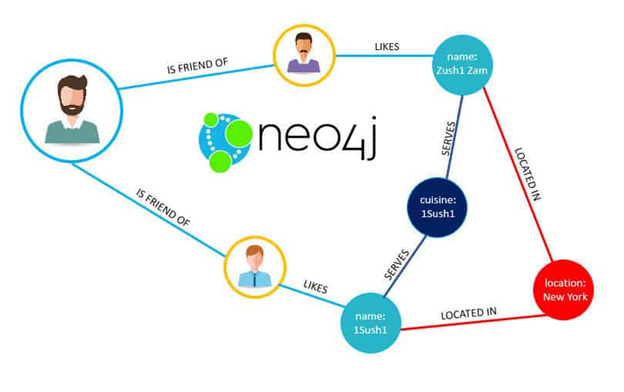 IS FRIEND OF
LIKES
name:
Zush1 Zam
neo4j
SERVES
LOCATED IN
cuisine:
1Sush1
IS FRIEND OF
SERVES
LIKES
name:
1Sush1
LOCATED IN
location:
New York